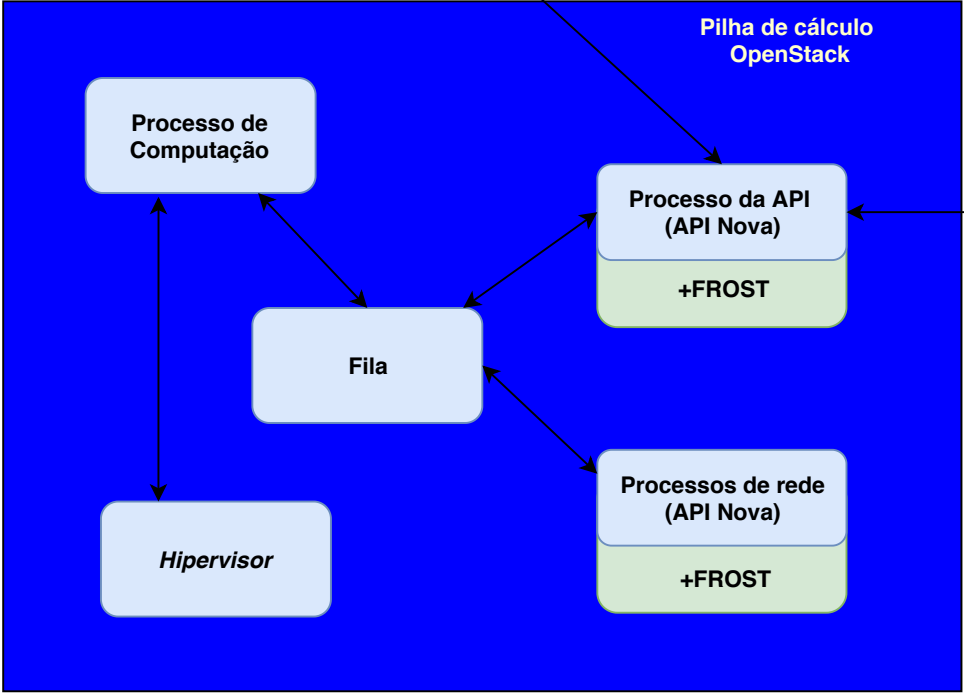 Pilha de cálculo
OpenStack
Processo de
Computação
Processo da API
(API Nova)
+FROST
Fila
Processos de rede
(API Nova)
+FROST
Hipervisor